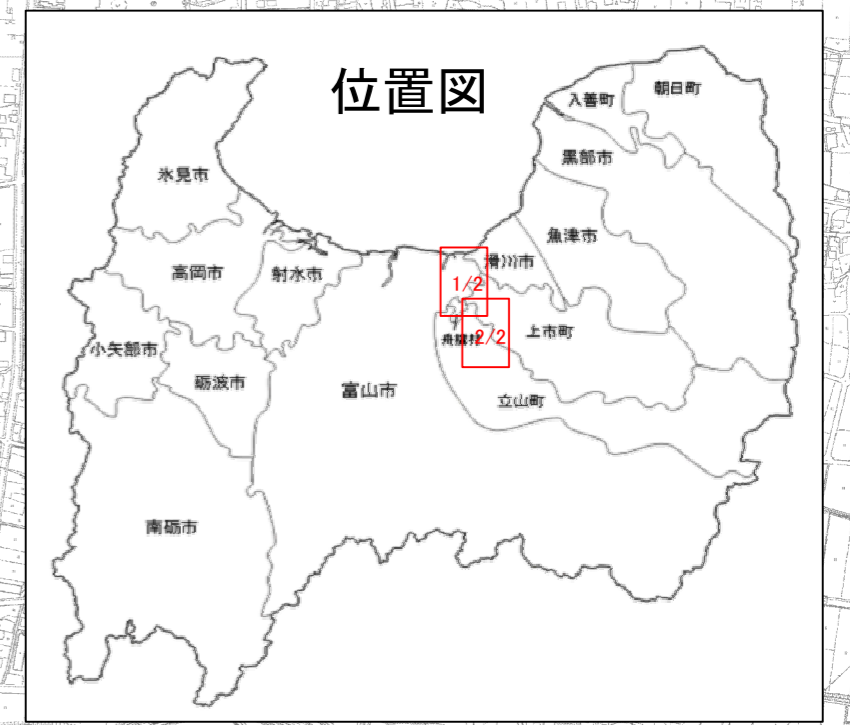 位置図
入善町
朝日町
黒部市
氷見市
魚津市
滑川市
高岡市
射水市
1/2
舟橋村
2/2
上市町
小矢部市
砺波市
富山市
立山町
南砺市